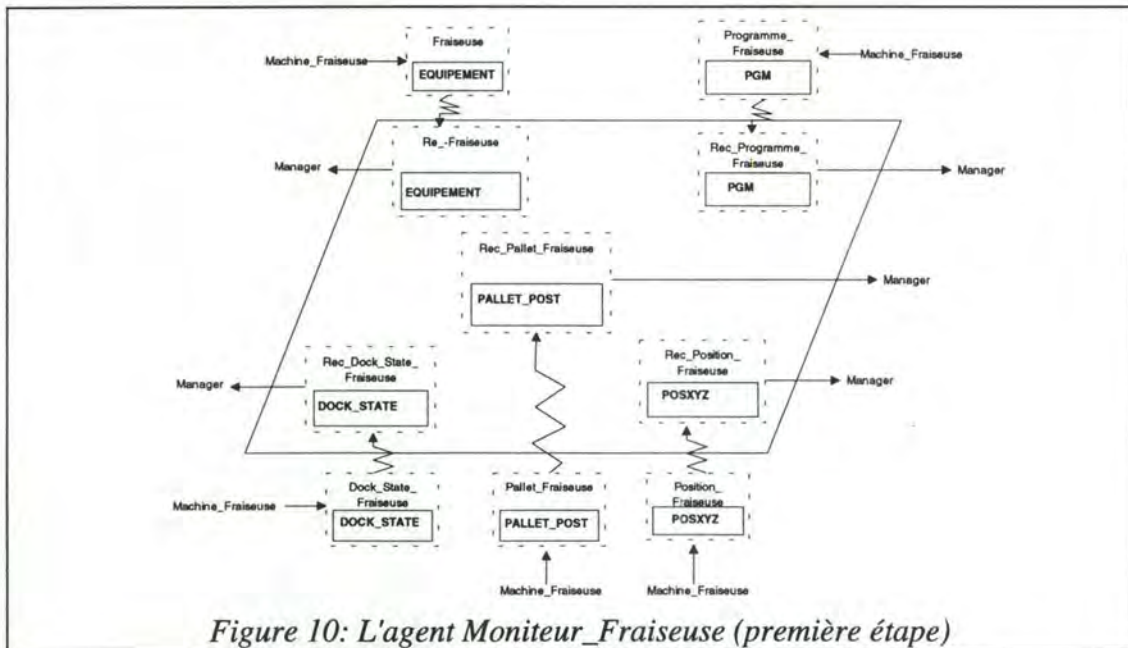 Fraiseuse
Machine_Fraiseuse
EQUIPEMENT
Programme_
Fraiseuse
Machine_Fraiseuse
PGM
Re_-Fraiseuse
Manager
EQUIPEMENT
Rec_Programme_
Fraiseuse
Manager
PGM
Rec_Pallet_Fraiseuse
Manager
PALLET_POST
Rec_Dock_State_
Fraiseuse
Manager
DOCK_STATE
Rec_Position_
Fraiseuse
Manager
POSXYZ
Dock_State_
Fraiseuse
Machine_Fraiseuse
DOCK_STATE
Pallet_Fraiseuse
PALLET_POST
Machine_Fraiseuse
Position_
Fraiseuse
POSXYZ
Machine_Fraiseuse
Figure 10: L'agent Moniteur_Fraiseuse (première étape)